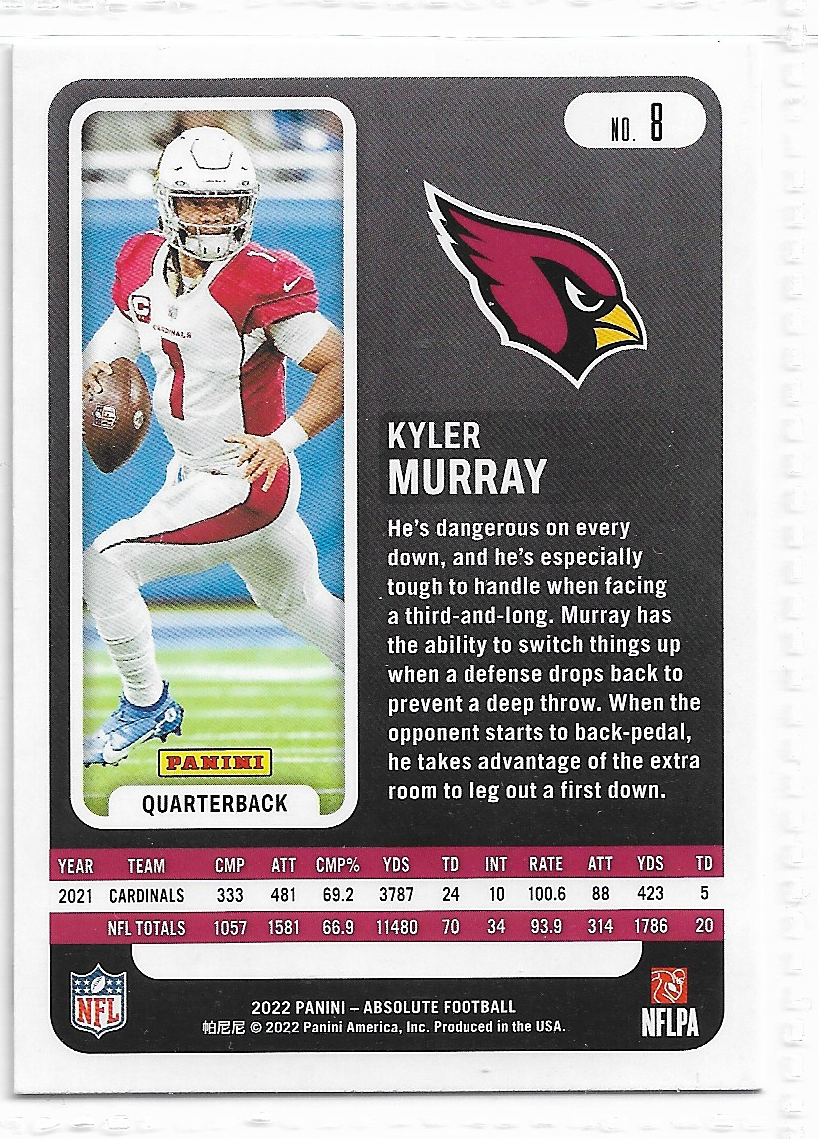 NO. 8
1
C
CARDINALS
1
KYLER
MURRAY
He's dangerous on every
down, and he's especially
tough to handle when facing
a third-and-long. Murray has
the ability to switch things up
when a defense drops back to
prevent a deep throw. When the
opponent starts to back-pedal,
he takes advantage of the extra
room to leg out a first down.
PANINI
QUARTERBACK
YEAR TEAM CMP ATT CMP% YDS TD INT RATE ATT YDS TD
2021 CARDINALS 333 481 69.2 3787 24 10 100.6 88 423 5
NFL TOTALS 1057 1581 66.9 11480 70 34 93.9 314 1786 20
NFL
2022 PANINI – ABSOLUTE FOOTBALL
帕尼尼 © 2022 Panini America, Inc. Produced in the USA.
NFLPA